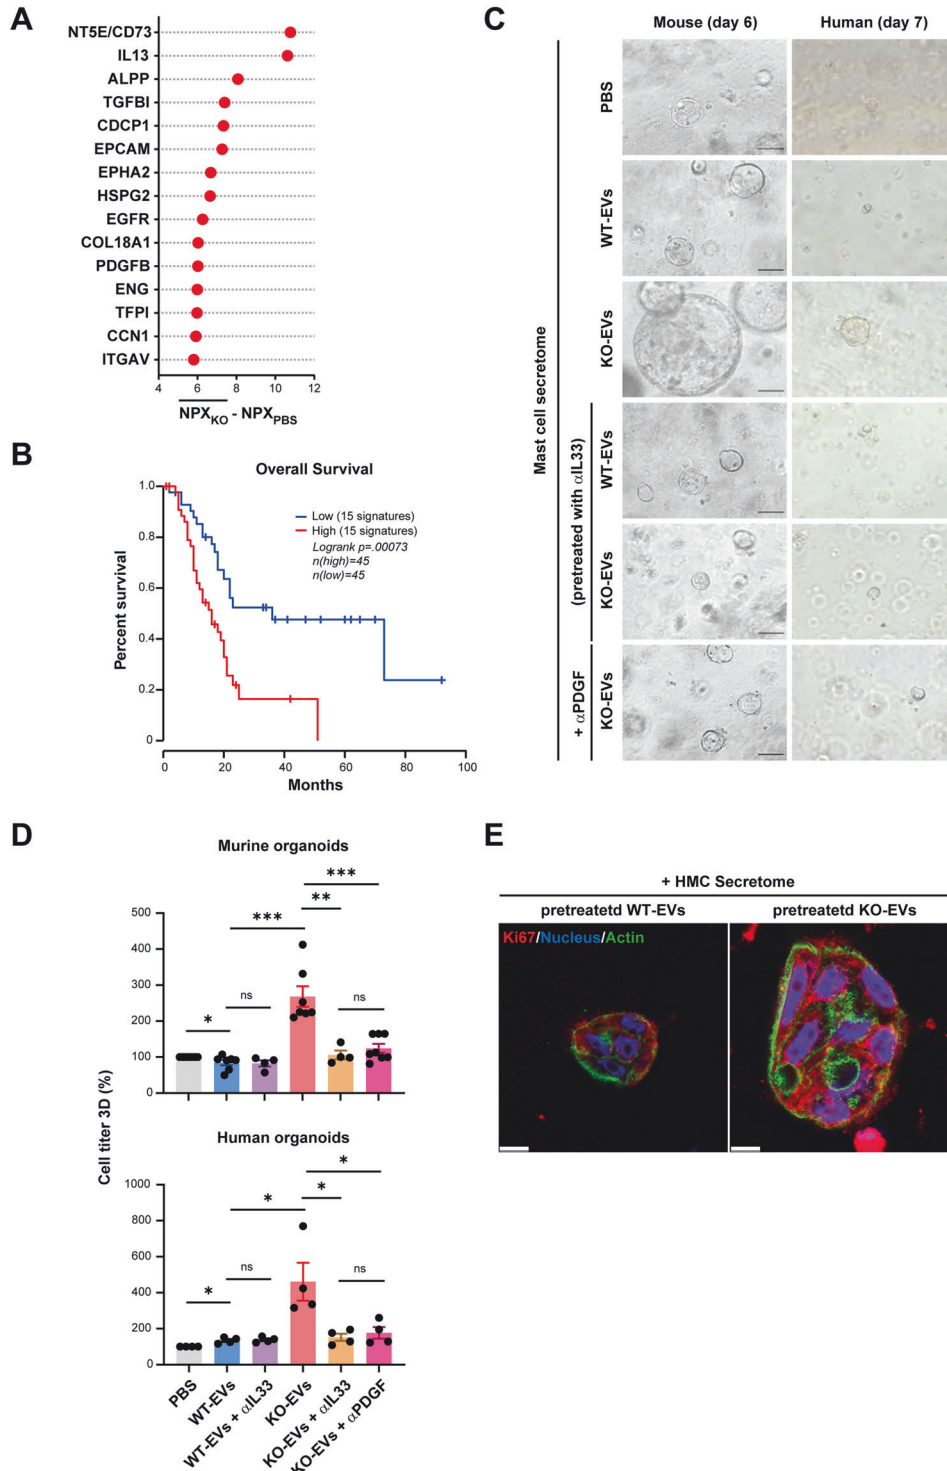 A
NT5E/CD73
IL13
ALPP
TGFBI
CDCP1
EPCAM
EPHA2
HSPG2
EGFR
COL18A1
PDGFB
ENG
TFPI
CCN1
ITGAV
4 6 8 10 12
NPXKO - NPXPBS
B
Overall Survival
Low (15 signatures)
High (15 signatures)
Logrank p=.00073
n(high)=45
n(low)=45
Percent survival
1.0
0.8
0.6
0.4
0.2
0
0 20 40 60 80 100
Months
C
Mouse (day 6) Human (day 7)
PBS
WT-EVs
KO-EVs
WT-EVs
KO-EVs
KO-EVs
(pretreated with αIL33)
+ αPDGF
Mast cell secretome
D
Murine organoids
500
400
300
200
100
0
* ns *** ** *** ns
Cell titer 3D (%)
Human organoids
1000
800
600
400
200
0
* ns * * * ns
PBS
WT-EVs
WT-EVs + αIL33
KO-EVs
KO-EVs + αIL33
KO-EVs + αPDGF
E
+ HMC Secretome
pretreatetd WT-EVs pretreatetd KO-EVs
Ki67/Nucleus/Actin